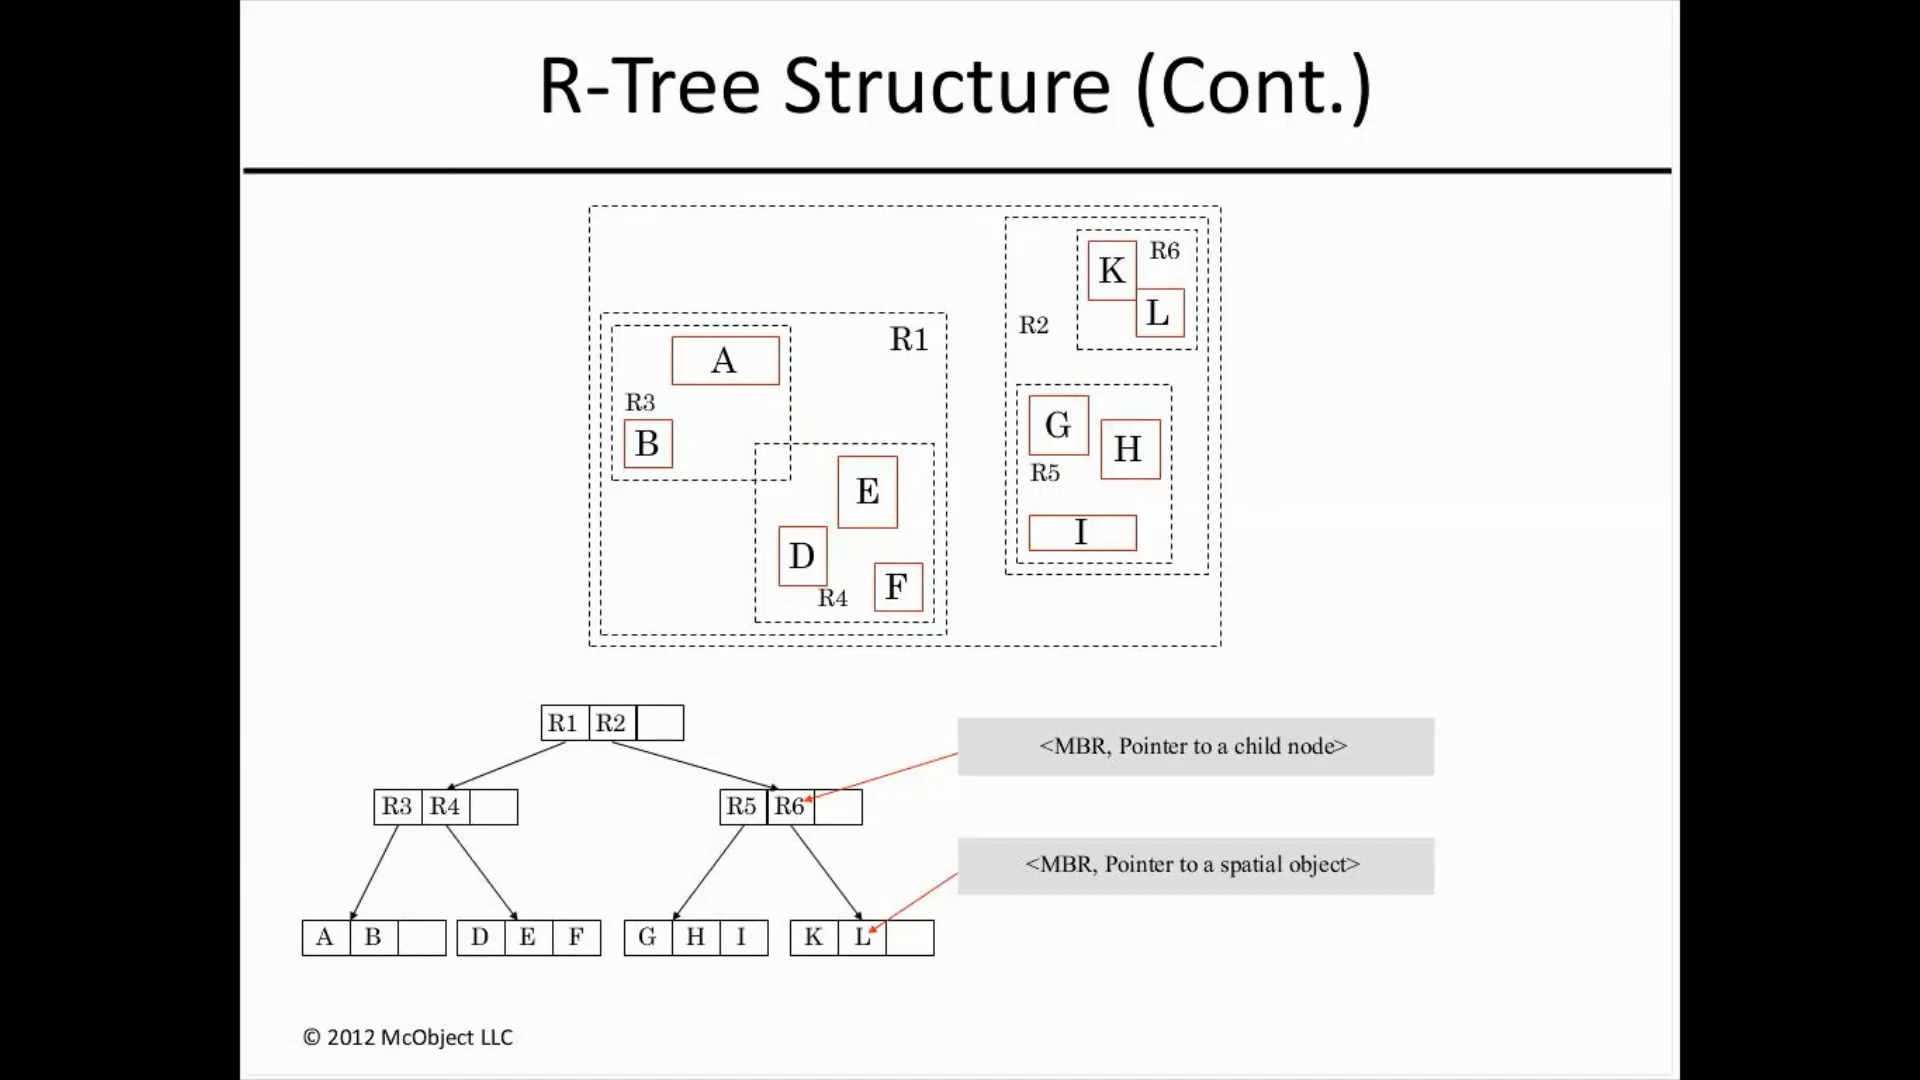 R-Tree Structure (Cont.)
K
R6
L
R2
R1
A
R3
B
G
H
R5
E
I
D
R4
F
R1 R2
<MBR, Pointer to a child node>
R3 R4
R5 R6
<MBR, Pointer to a spatial object>
A B
D E F
G H I
K L
© 2012 McObject LLC